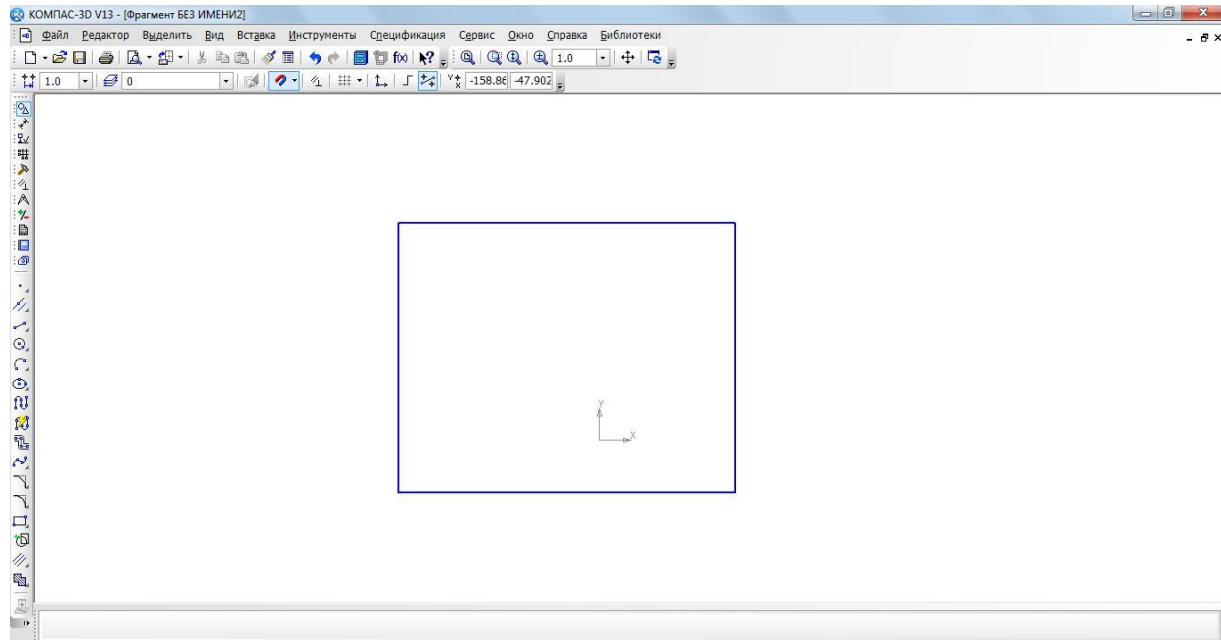 КОМПАС-3D V13 - [Фрагмент БЕЗ ИМЕНИ2]
Файл Редактор Выделить Вид Вставка Инструменты Спецификация Сервис Окно Справка Библиотеки
f(x) 1.0
1.0 0 -158.86 -47.902
Y
X